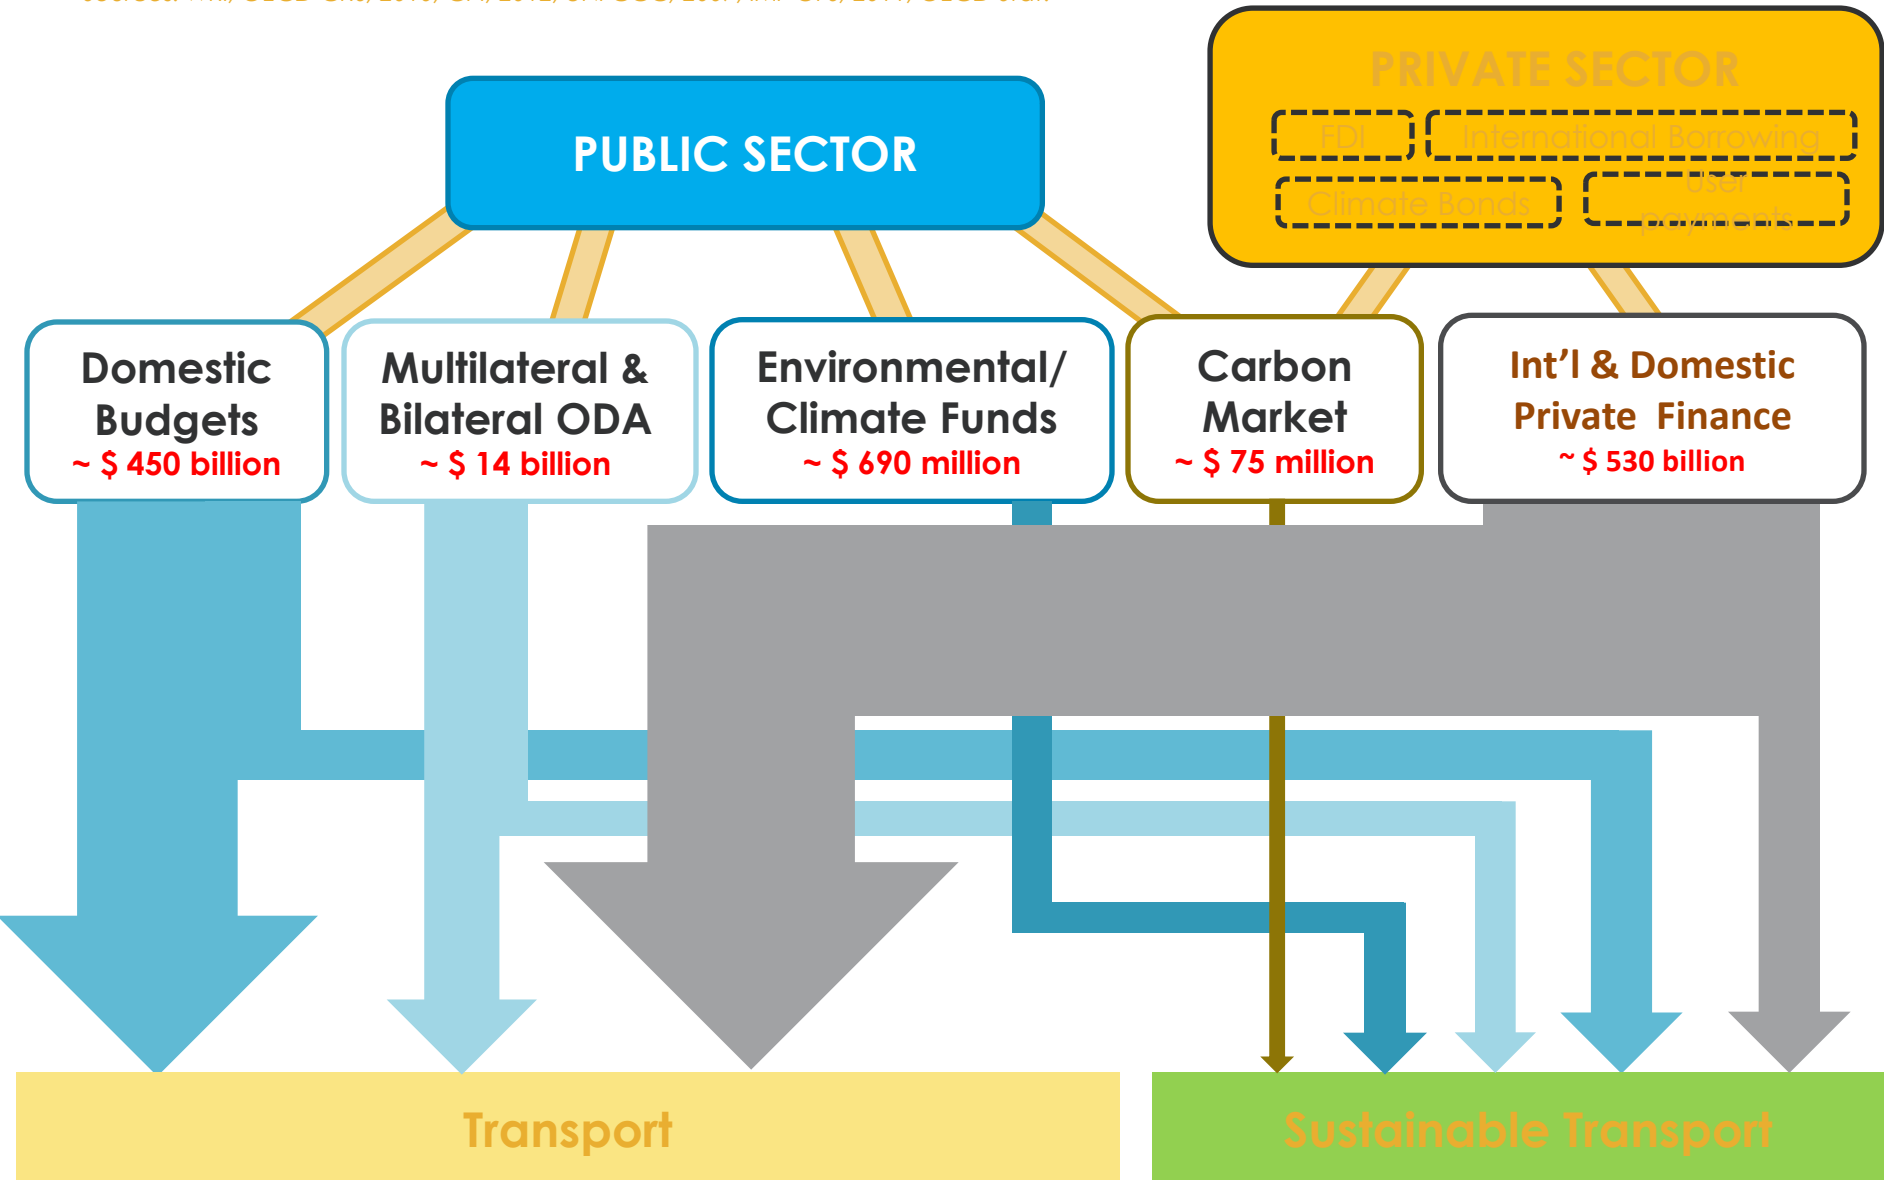 PRIVATE SECTOR
FDI
International Borrowing
Climate Bonds
User
payments
PUBLIC SECTOR
Domestic
Budgets
~ $ 450 billion
Multilateral &
Bilateral ODA
~ $ 14 billion
Environmental/
Climate Funds
~ $ 690 million
Carbon
Market
~ $ 75 million
Int'l & Domestic
Private Finance
~ $ 530 billion
Transport
Sustainable Transport